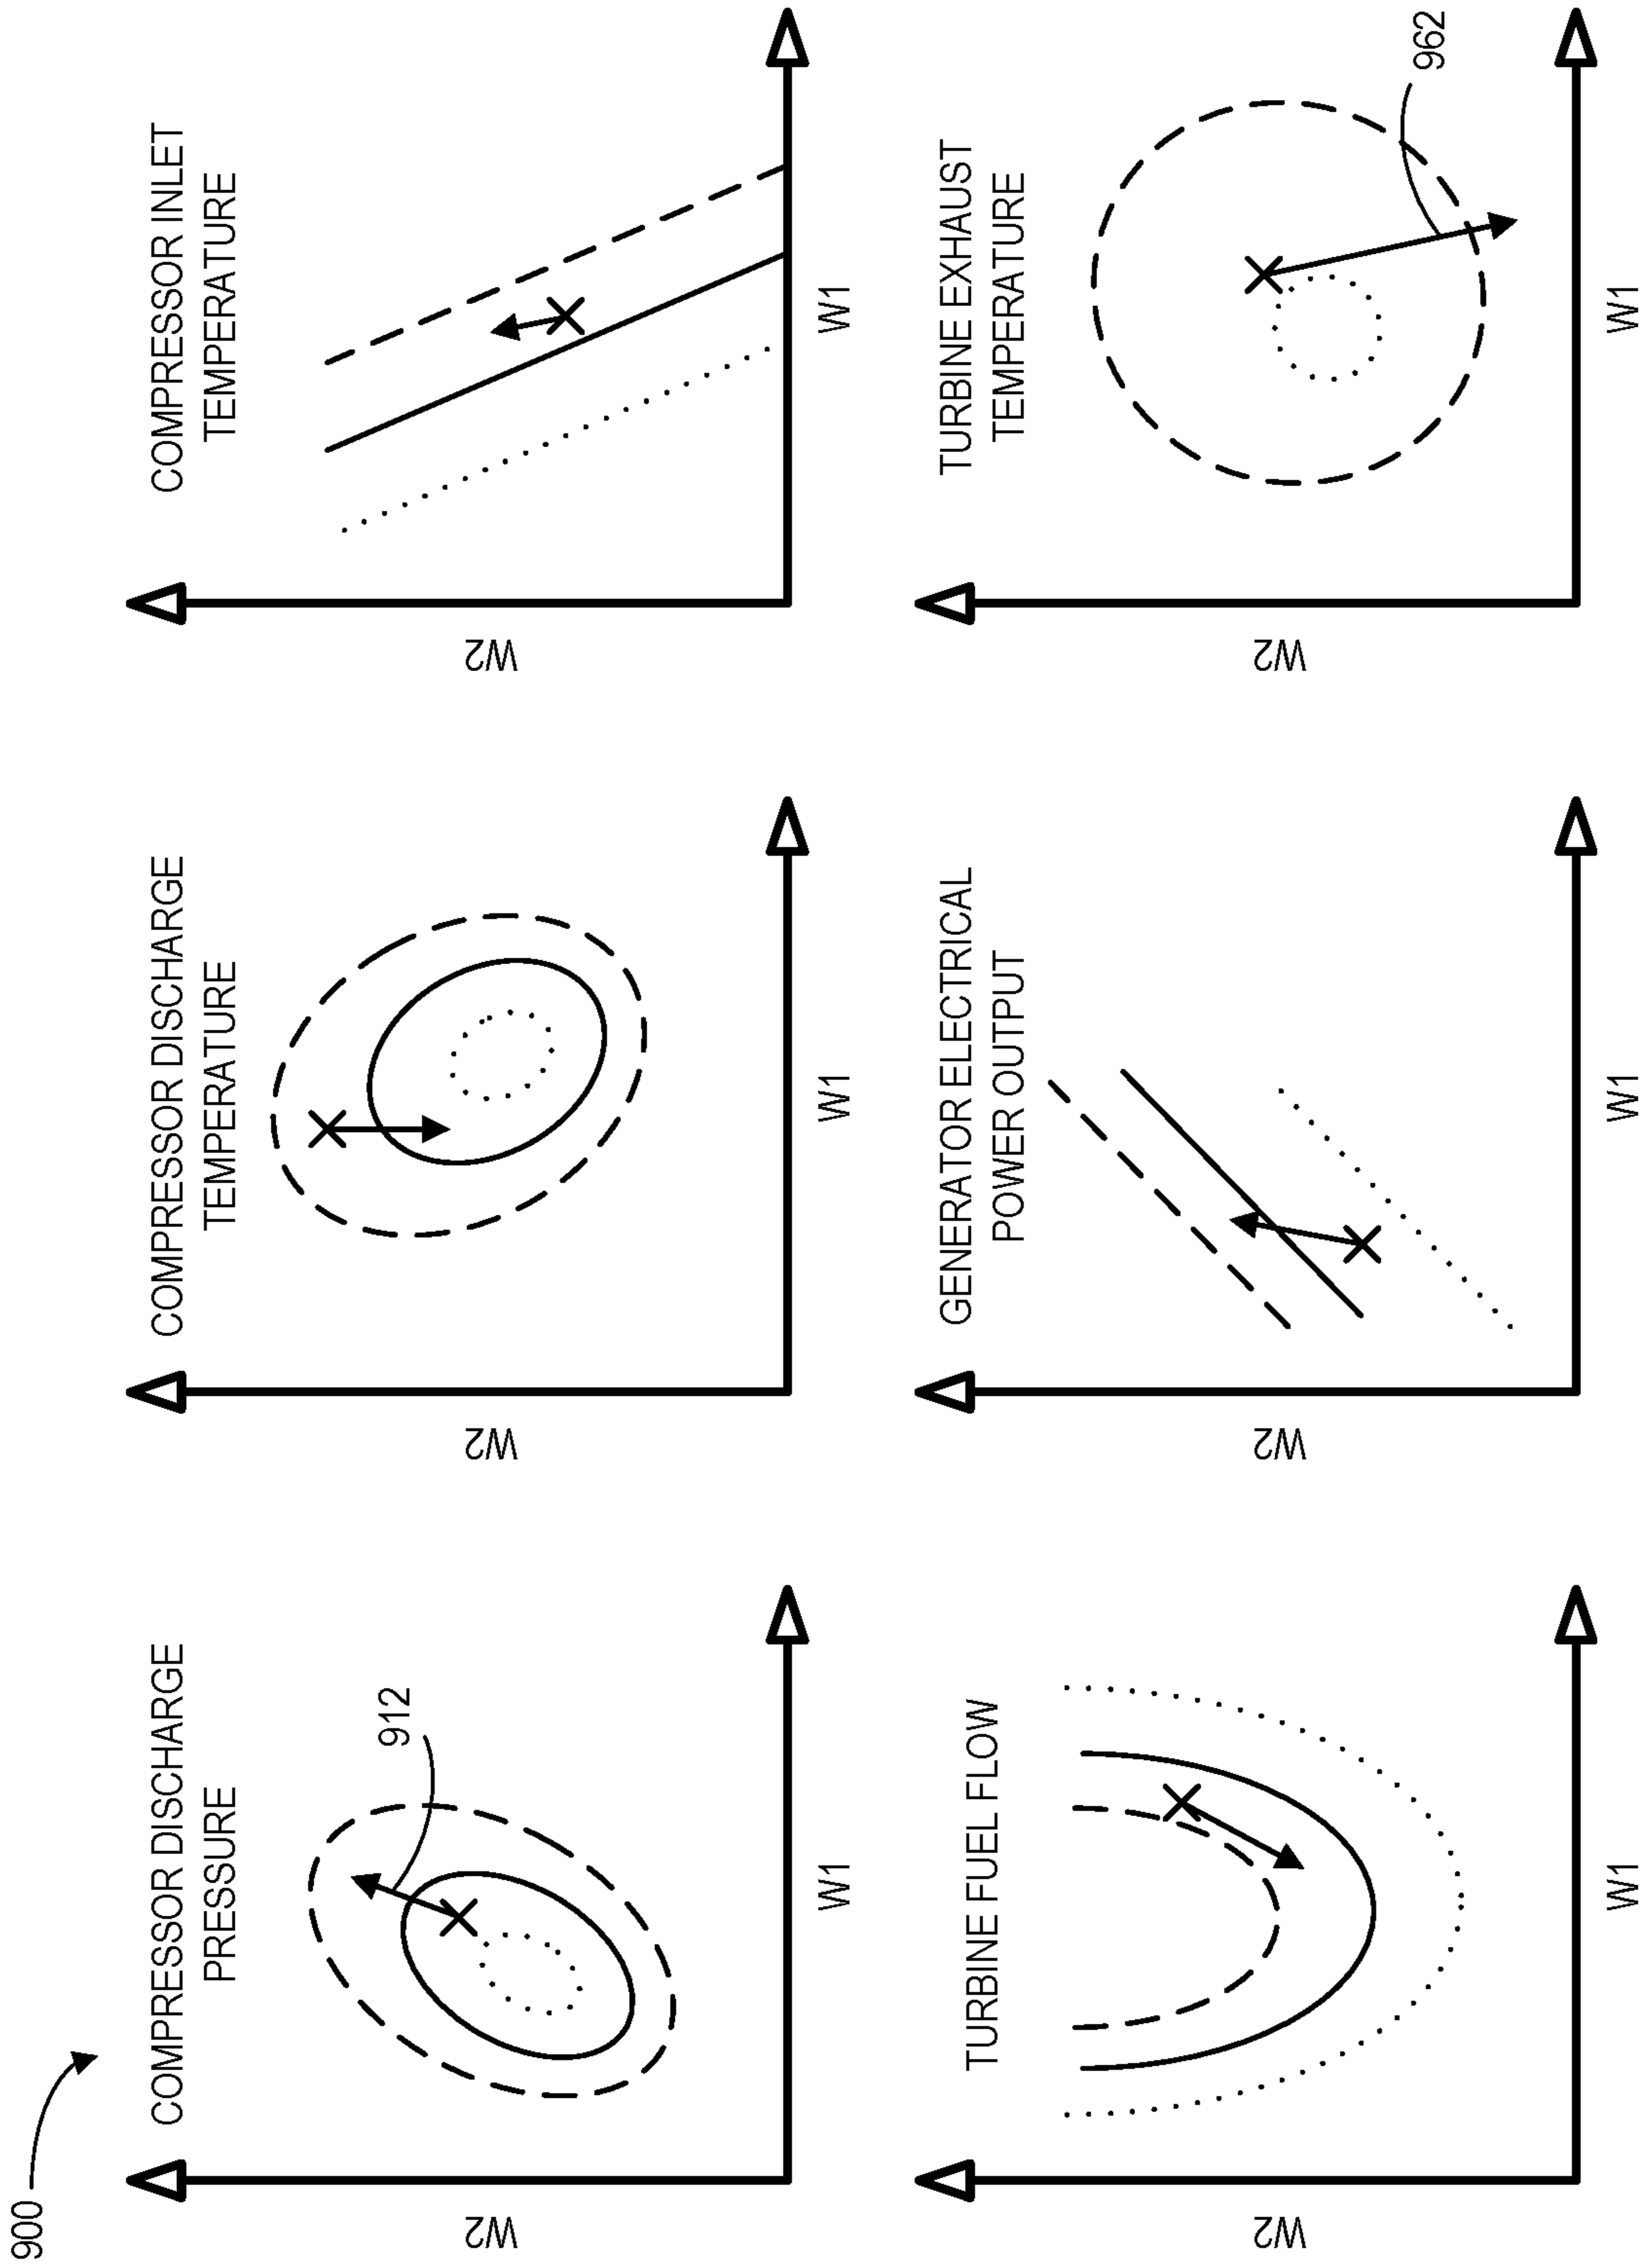 900
COMPRESSOR DISCHARGE
PRESSURE
912
W2
W1
COMPRESSOR DISCHARGE
TEMPERATURE
W2
W1
COMPRESSOR INLET
TEMPERATURE
W2
W1
TURBINE FUEL FLOW
W2
W1
GENERATOR ELECTRICAL
POWER OUTPUT
W2
W1
TURBINE EXHAUST
TEMPERATURE
962
W2
W1